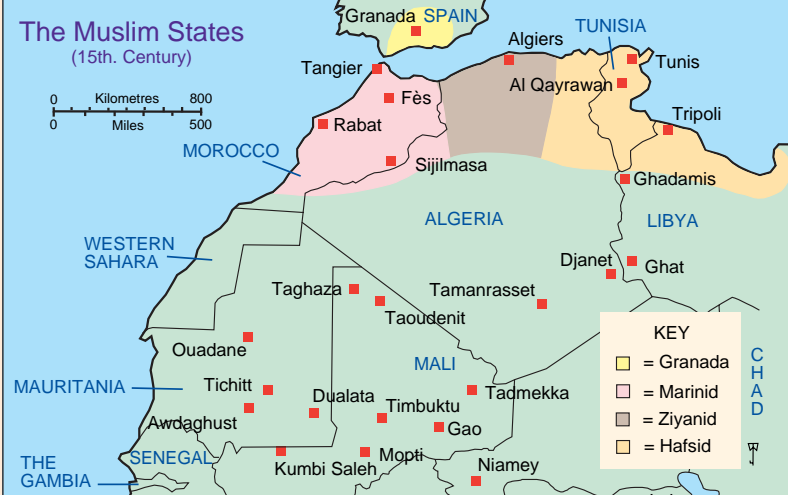 The Muslim States
(15th. Century)
0 Kilometres 800
0 Miles 500
Granada
SPAIN
TUNISIA
Algiers
Tunis
Tangier
Al Qayrawan
Fès
Tripoli
Rabat
MOROCCO
Sijilmasa
Ghadamis
ALGERIA
LIBYA
WESTERN
SAHARA
Djanet
Ghat
Taghaza
Tamanrasset
Taoudenit
Ouadane
MALI
MAURITANIA
Tichitt
Dualata
Tadmekka
Timbuktu
Awdaghust
Gao
THE
GAMBIA
SENEGAL
Kumbi Saleh
Mopti
Niamey
KEY
= Granada
= Marinid
= Ziyanid
= Hafsid
CHAD